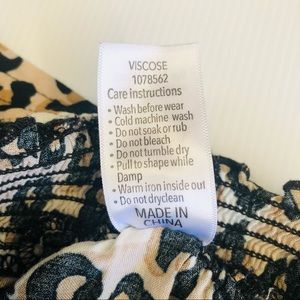 VISCOSE
1078562
Care instructions
• Wash before wear
• Cold machine wash
• Do not soak or rub
• Do not bleach
• Do not tumble dry
• Pull to shape while
Damp
• Warm iron inside out
• Do not dryclean
MADE IN
CHINA